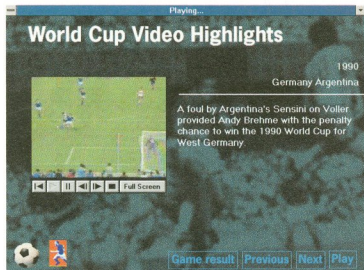 Playing...
World Cup Video Highlights
1990
Germany Argentina
A foul by Argentina's Sensini on Voller
provided Andy Brehme with the penalty
chance to win the 1990 World Cup for
West Germany.
Full Screen
Game result Previous Next Play